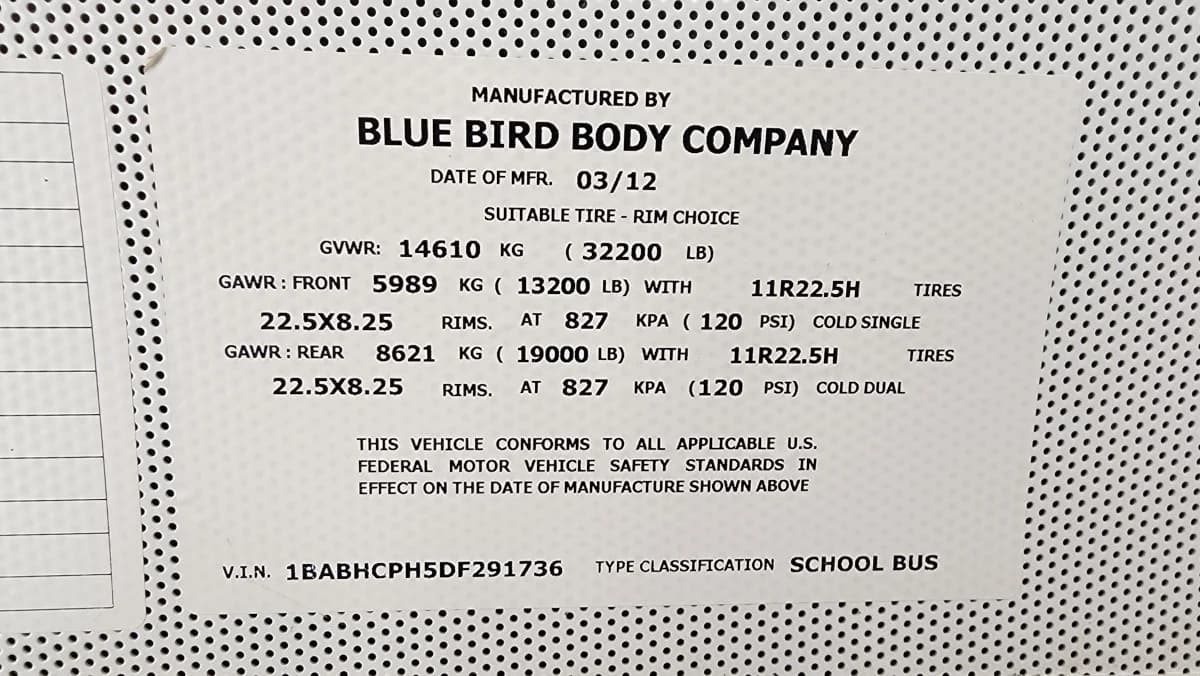 MANUFACTURED BY
BLUE BIRD BODY COMPANY
DATE OF MFR. 03/12
SUITABLE TIRE - RIM CHOICE
GVWR: 14610 KG ( 32200 LB)
GAWR : FRONT 5989 KG ( 13200 LB) WITH 11R22.5H TIRES
22.5X8.25 RIMS. AT 827 KPA ( 120 PSI) COLD SINGLE
GAWR : REAR 8621 KG ( 19000 LB) WITH 11R22.5H TIRES
22.5X8.25 RIMS. AT 827 KPA (120 PSI) COLD DUAL
THIS VEHICLE CONFORMS TO ALL APPLICABLE U.S.
FEDERAL MOTOR VEHICLE SAFETY STANDARDS IN
EFFECT ON THE DATE OF MANUFACTURE SHOWN ABOVE
V.I.N. 1BABHCPH5DF291736 TYPE CLASSIFICATION SCHOOL BUS